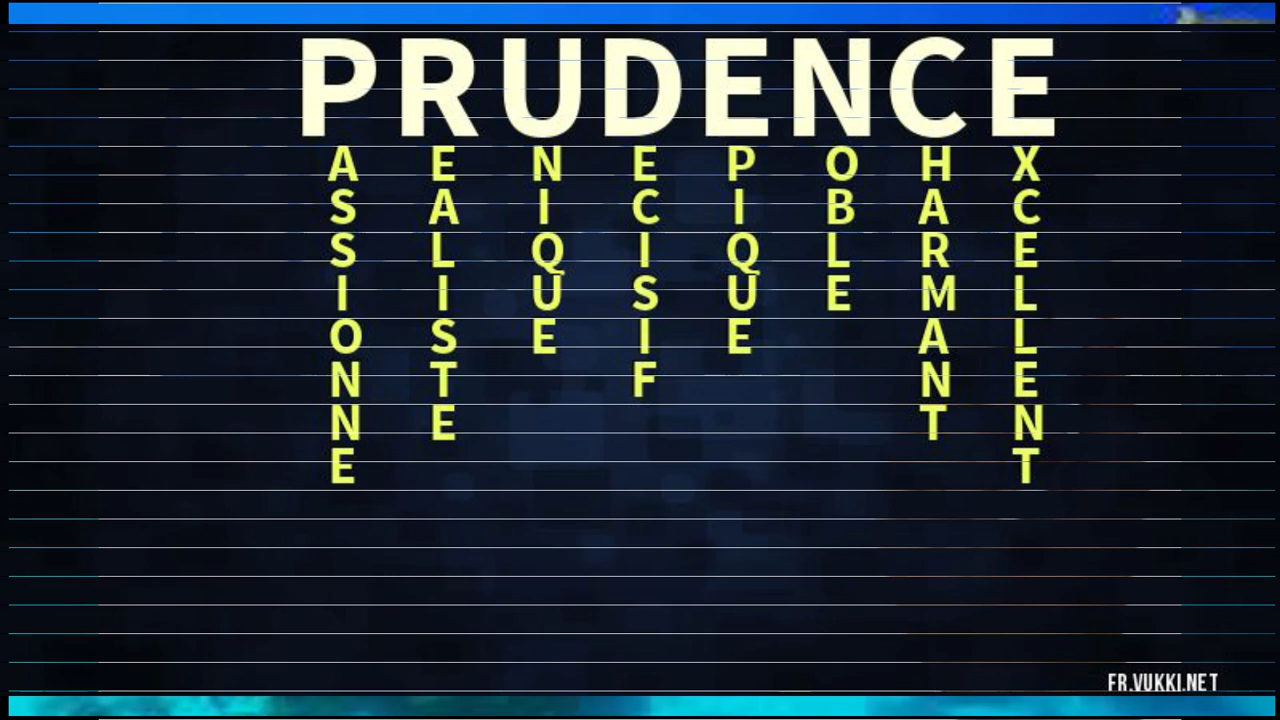 PRUDENCE
ASSIONNE
EALISTE
NIQUE
ECISIF
PIQUE
OBLE
HARMANT
XCELLENT
FR.VUKKI.NET